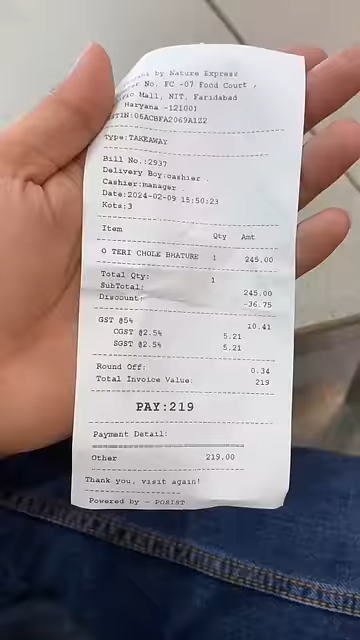 by Nature Express
No. FC -07 Food Court ,
Mall, NIT, Faridabad
Haryana -121001
GSTIN:06ACBFA2069A1ZZ
Type:TAKEAWAY
Bill No.:2937
Delivery Boy:cashier .
Cashier:manager .
Date:2024-02-09 15:50:23
Kots:3
Item Qty Amt
O TERI CHOLE BHATURE 1 245.00
Total Qty: 1
SubTotal: 245.00
Discount: -36.75
GST @5% 10.41
CGST @2.5% 5.21
SGST @2.5% 5.21
Round Off: 0.34
Total Invoice Value: 219
PAY:219
Payment Detail:
Other 219.00
Thank you, visit again!
Powered by - POSIST